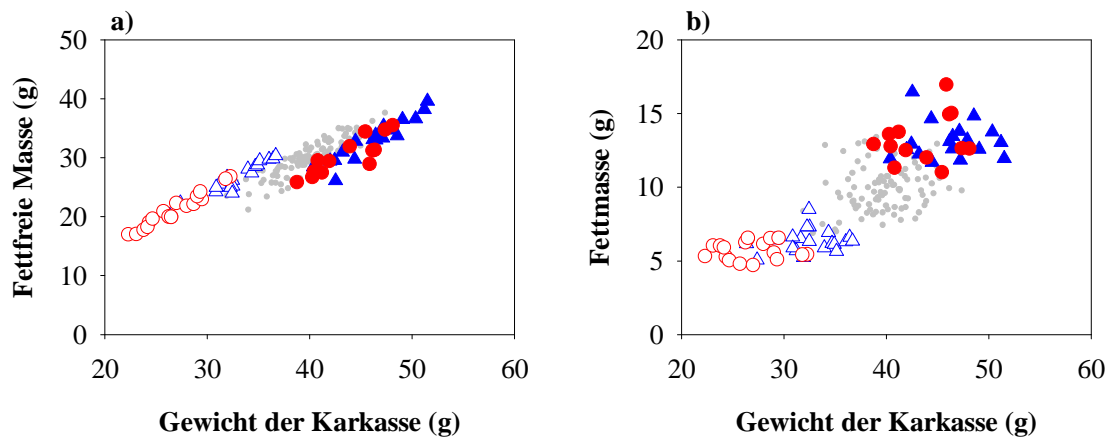 a)
Fettfreie Masse (g)
50
40
30
20
10
0
20 30 40 50 60
Gewicht der Karkasse (g)
b)
Fettmasse (g)
20
15
10
5
0
20 30 40 50 60
Gewicht der Karkasse (g)